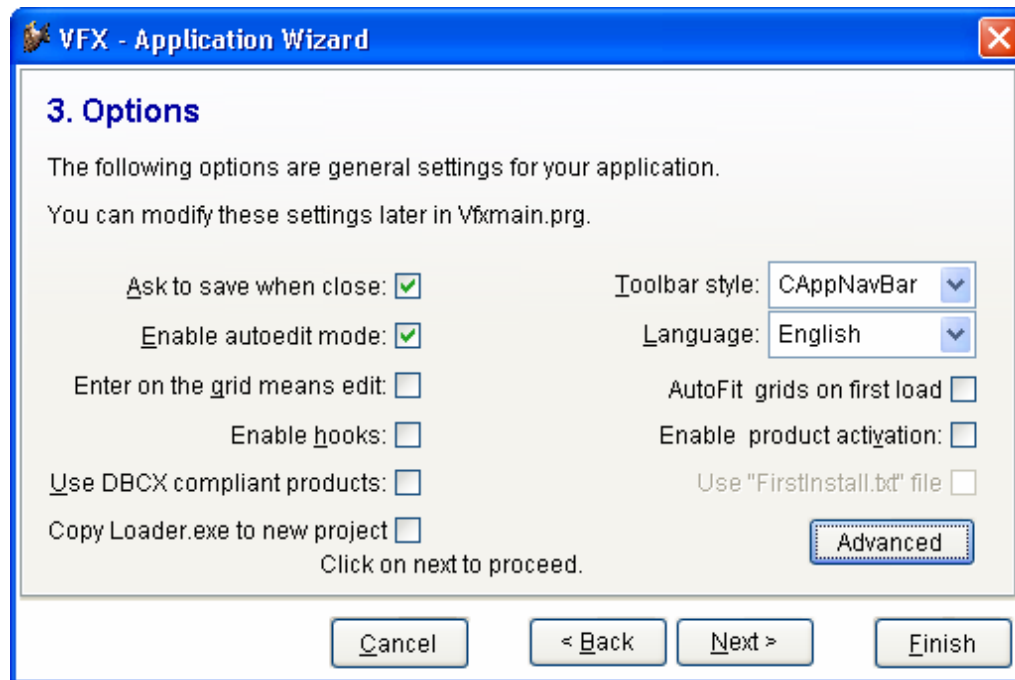 VFX - Application Wizard
3. Options
The following options are general settings for your application.
You can modify these settings later in Vfxmain.prg.
Ask to save when close:
Toolbar style: CAppNavBar
Enable autoedit mode:
Language: English
Enter on the grid means edit:
AutoFit grids on first load
Enable hooks:
Enable product activation:
Use DBCX compliant products:
Use "FirstInstall.txt" file
Copy Loader.exe to new project
Advanced
Click on next to proceed.
Cancel < Back Next > Finish